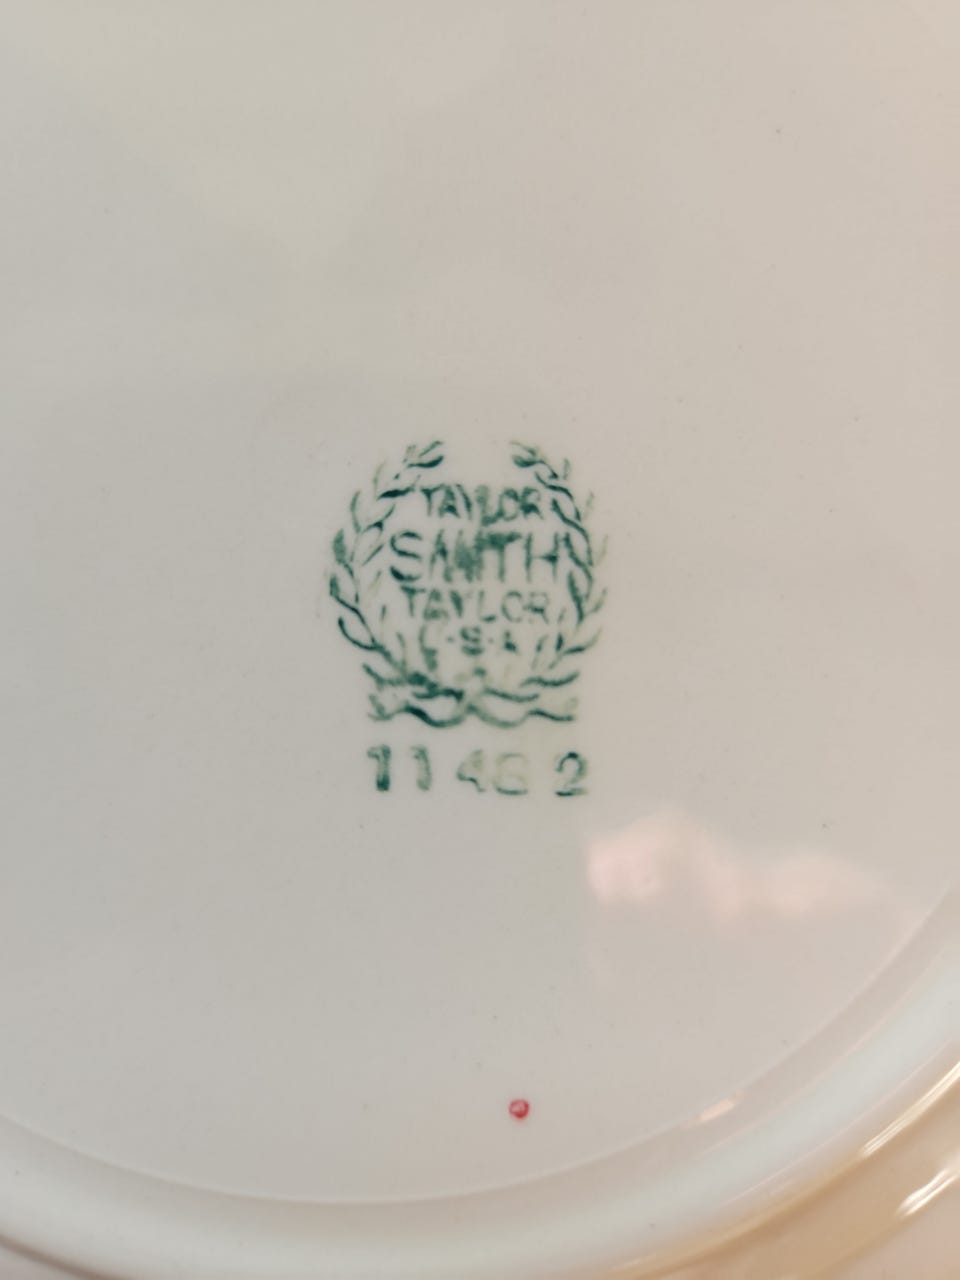 TAYLOR
SMITH
TAYLOR
U·S·A
11 48 2